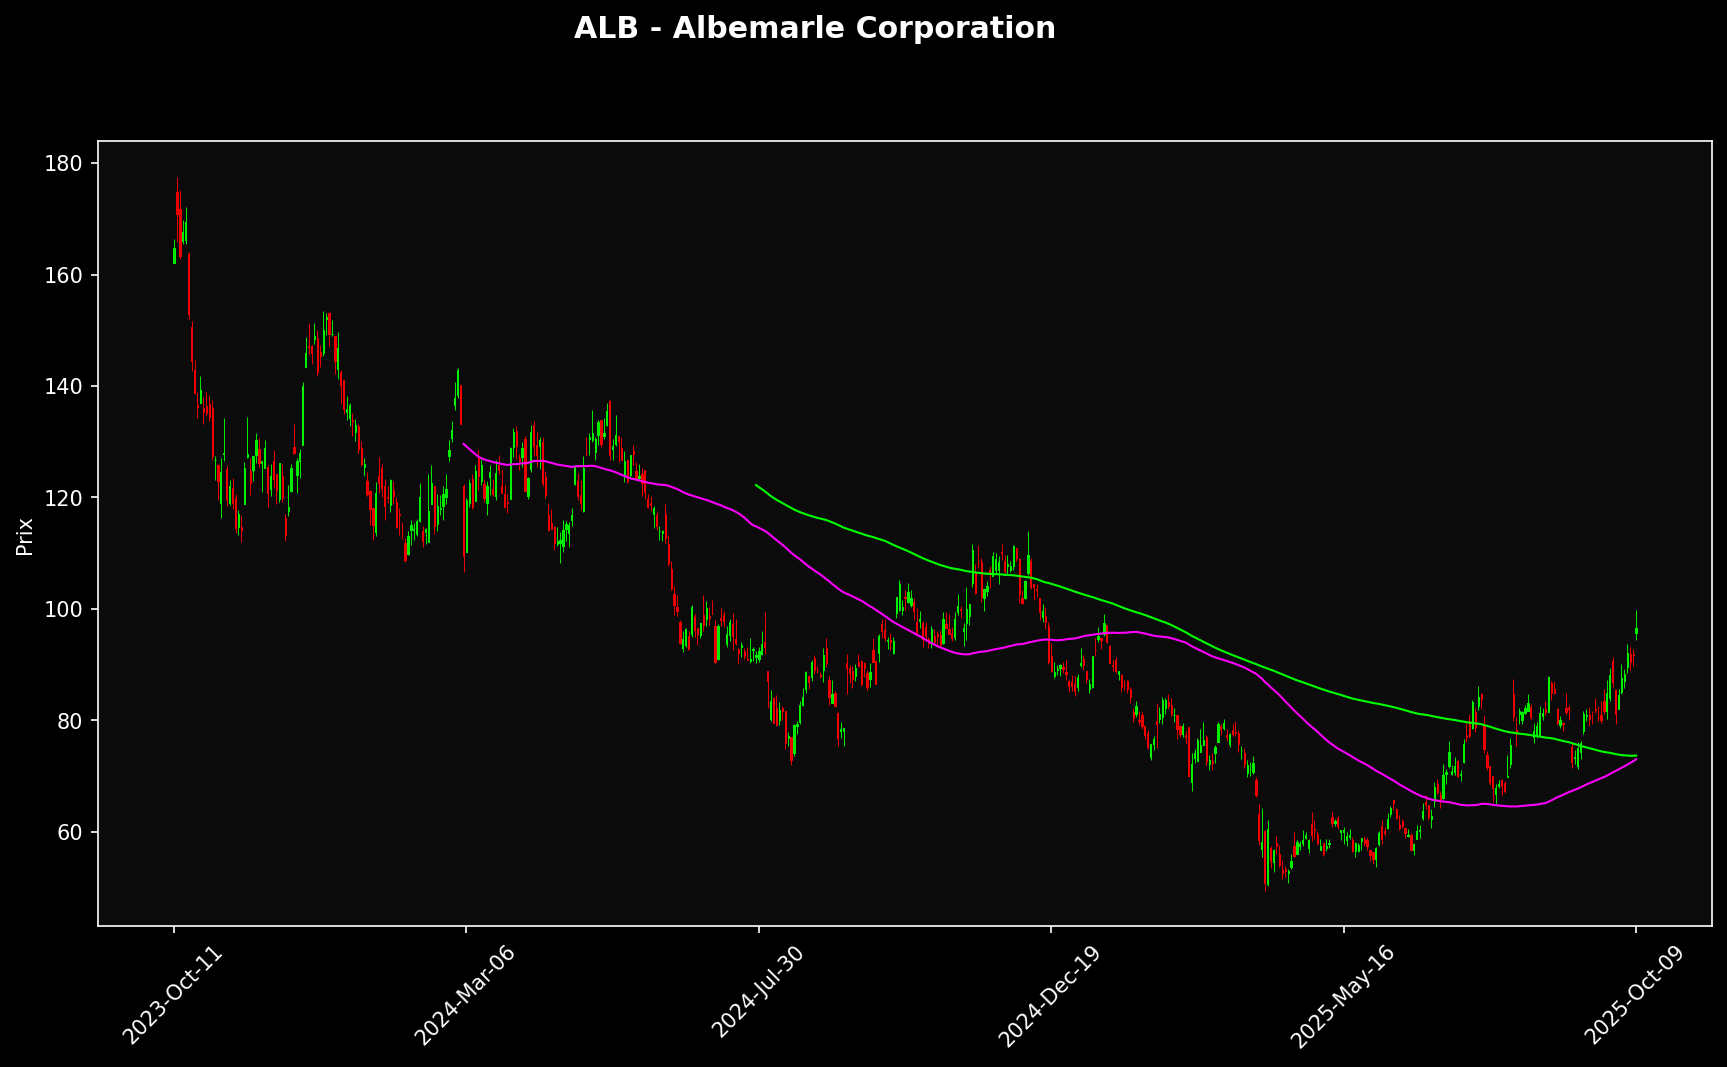 ALB - Albemarle Corporation
Prix
180
160
140
120
100
80
60
2023-Oct-11
2024-Mar-06
2024-Jul-30
2024-Dec-19
2025-May-16
2025-Oct-09